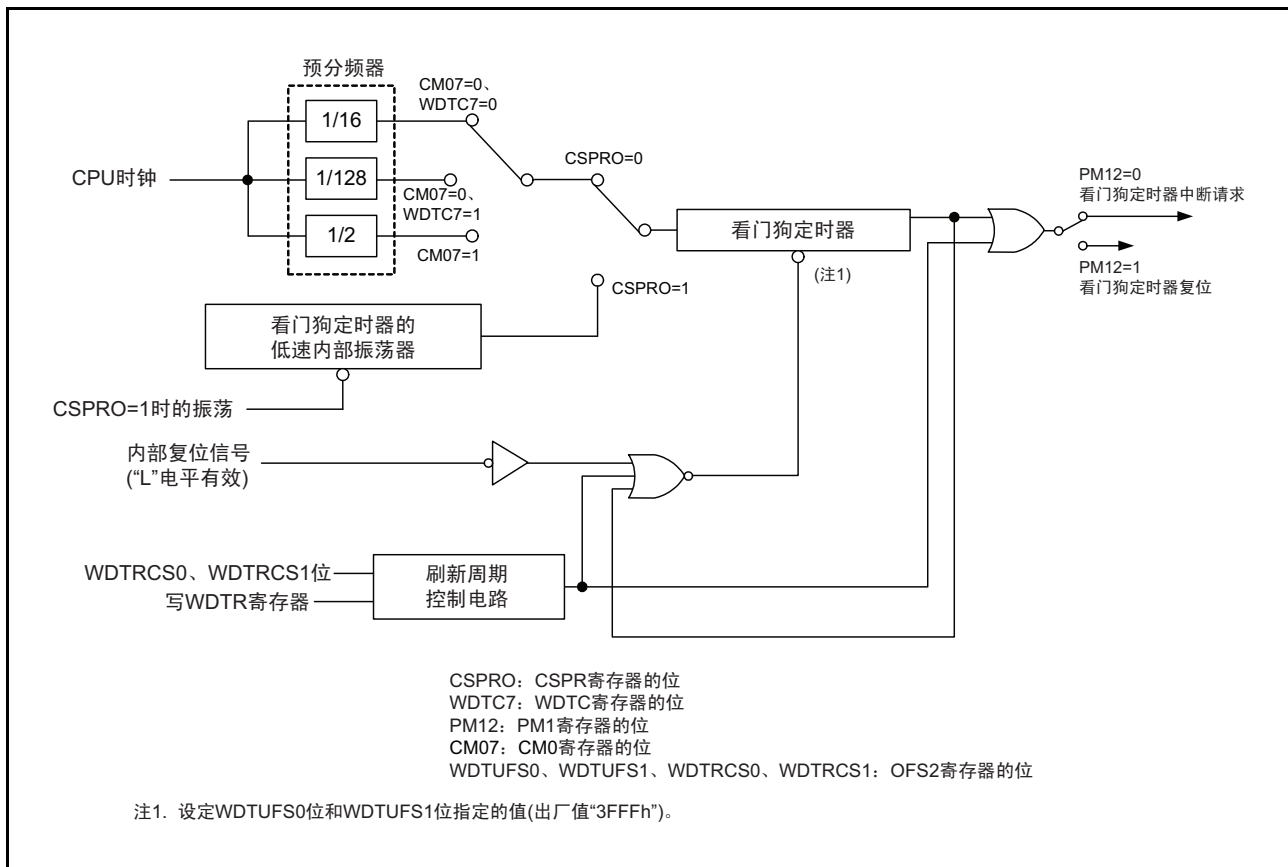 预分频器
CM07=0、
WDTC7=0
1/16
CSPRO=0
CPU时钟
1/128
CM07=0、
WDTC7=1
1/2
CM07=1
看门狗定时器
(注1)
PM12=0
看门狗定时器中断请求
PM12=1
看门狗定时器复位
CSPRO=1
看门狗定时器的
低速内部振荡器
CSPRO=1时的振荡
内部复位信号
(“L”电平有效)
WDTRCS0、WDTRCS1位
写WDTR寄存器
刷新周期
控制电路
CSPRO：CSPR寄存器的位
WDTC7：WDTC寄存器的位
PM12：PM1寄存器的位
CM07：CM0寄存器的位
WDTUFS0、WDTUFS1、WDTRCS0、WDTRCS1：OFS2寄存器的位
注1. 设定WDTUFS0位和WDTUFS1位指定的值(出厂值“3FFFh”)。